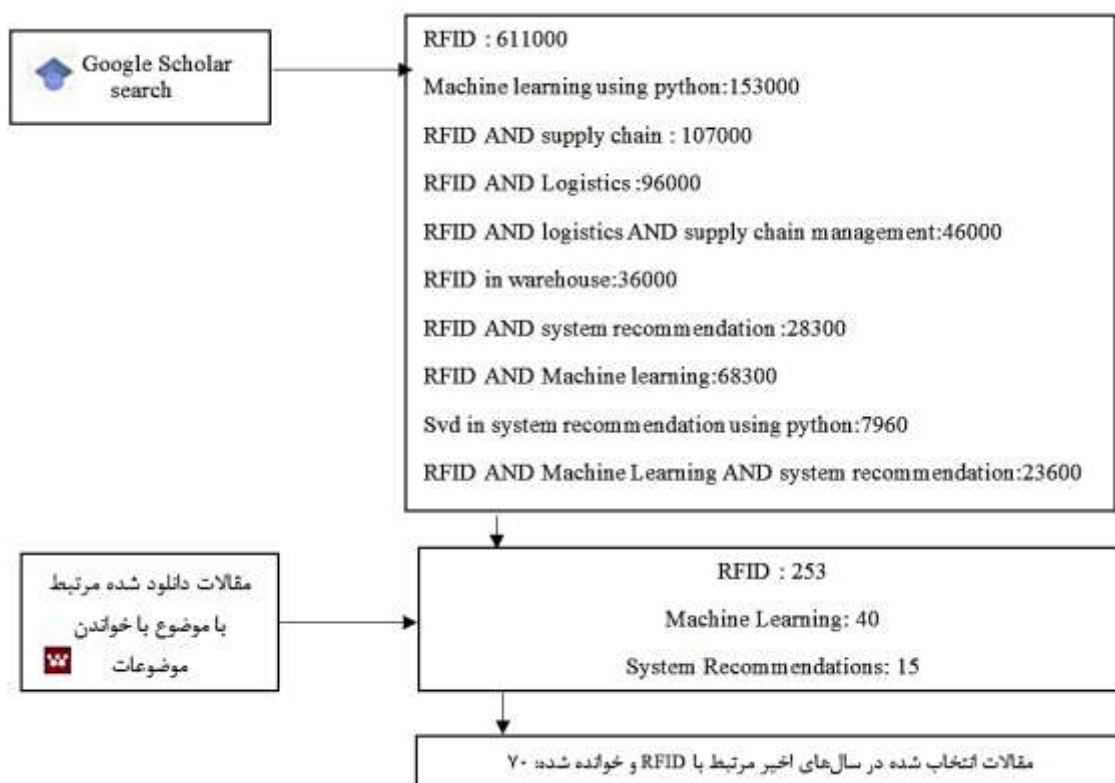 Google Scholar
search
RFID : 611000
Machine learning using python:153000
RFID AND supply chain : 107000
RFID AND Logistics :96000
RFID AND logistics AND supply chain management:46000
RFID in warehouse:36000
RFID AND system recommendation :28300
RFID AND Machine learning:68300
Svd in system recommendation using python:7960
RFID AND Machine Learning AND system recommendation:23600
مقالات دانلود شده مرتبط
با موضوع با خواندن
موضوعات
W
RFID : 253
Machine Learning: 40
System Recommendations: 15
مقالات انتخاب شده در سال‌های اخیر مرتبط با RFID و خوانده شده: ۷۰